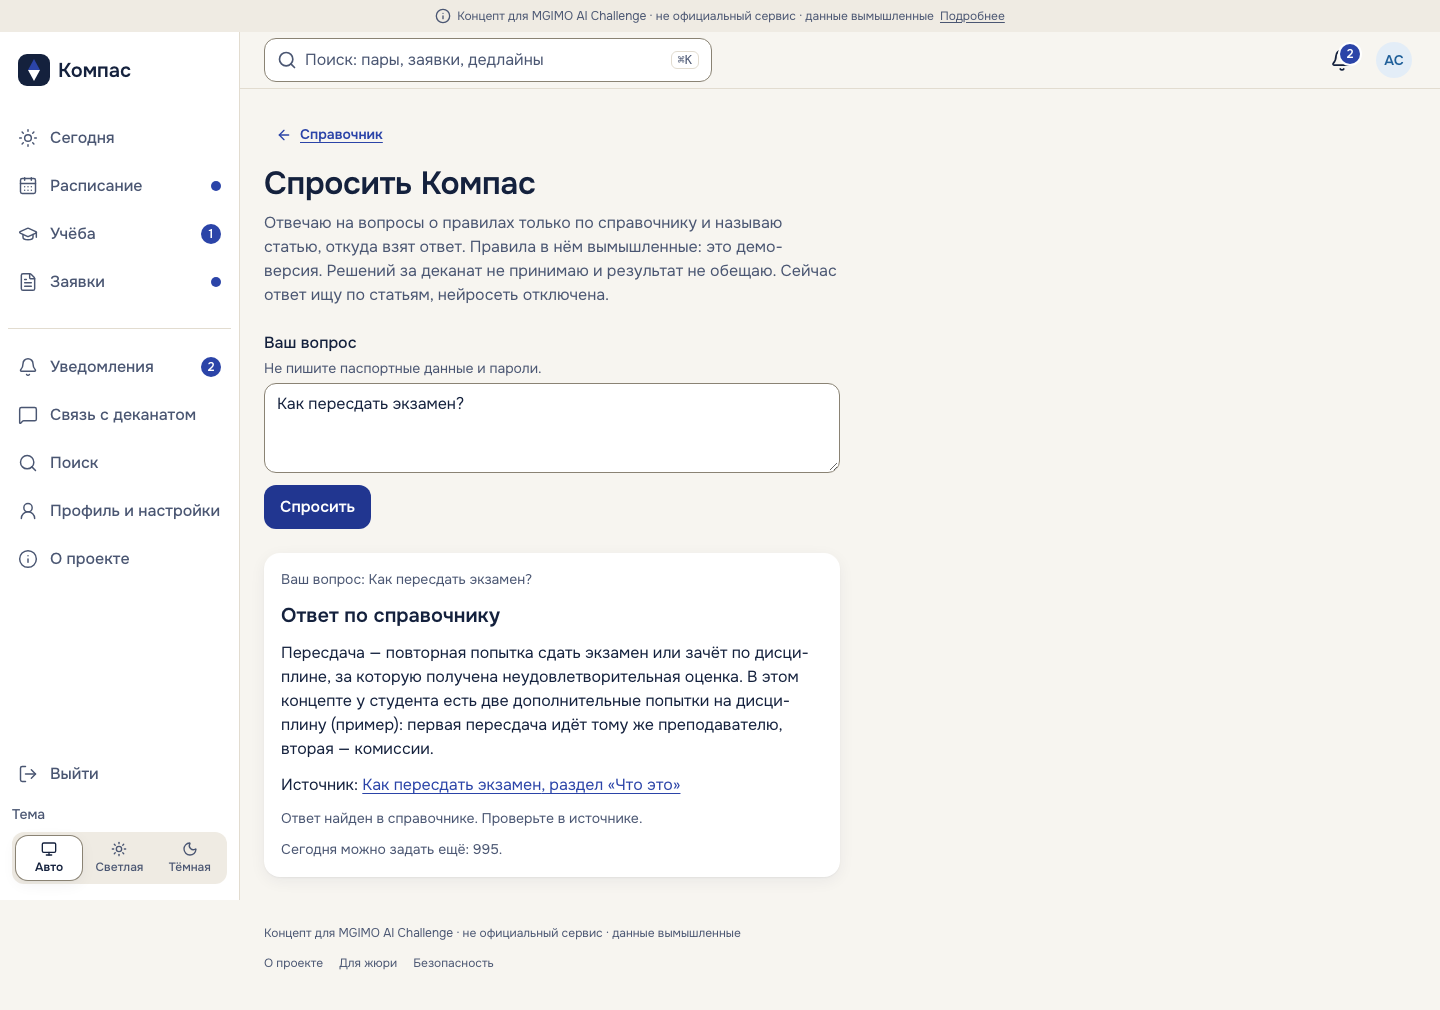 Концепт для MGIMO AI Challenge · не официальный сервис · данные вымышленные Подробнее
Компас
Поиск: пары, заявки, дедлайны
⌘K
2
АС
Сегодня
Расписание
Учёба
1
Заявки
Уведомления
2
Связь с деканатом
Поиск
Профиль и настройки
О проекте
Выйти
Тема
Авто
Светлая
Тёмная
Справочник
Спросить Компас
Отвечаю на вопросы о правилах только по справочнику и называю
статью, откуда взят ответ. Правила в нём вымышленные: это демо-
версия. Решений за деканат не принимаю и результат не обещаю. Сейчас
ответ ищу по статьям, нейросеть отключена.
Ваш вопрос
Не пишите паспортные данные и пароли.
Как пересдать экзамен?
Спросить
Ваш вопрос: Как пересдать экзамен?
Ответ по справочнику
Пересдача — повторная попытка сдать экзамен или зачёт по дисци-
плине, за которую получена неудовлетворительная оценка. В этом
концепте у студента есть две дополнительные попытки на дисци-
плину (пример): первая пересдача идёт тому же преподавателю,
вторая — комиссии.
Источник: Как пересдать экзамен, раздел «Что это»
Ответ найден в справочнике. Проверьте в источнике.
Сегодня можно задать ещё: 995.
Концепт для MGIMO AI Challenge · не официальный сервис · данные вымышленные
О проекте
Для жюри
Безопасность